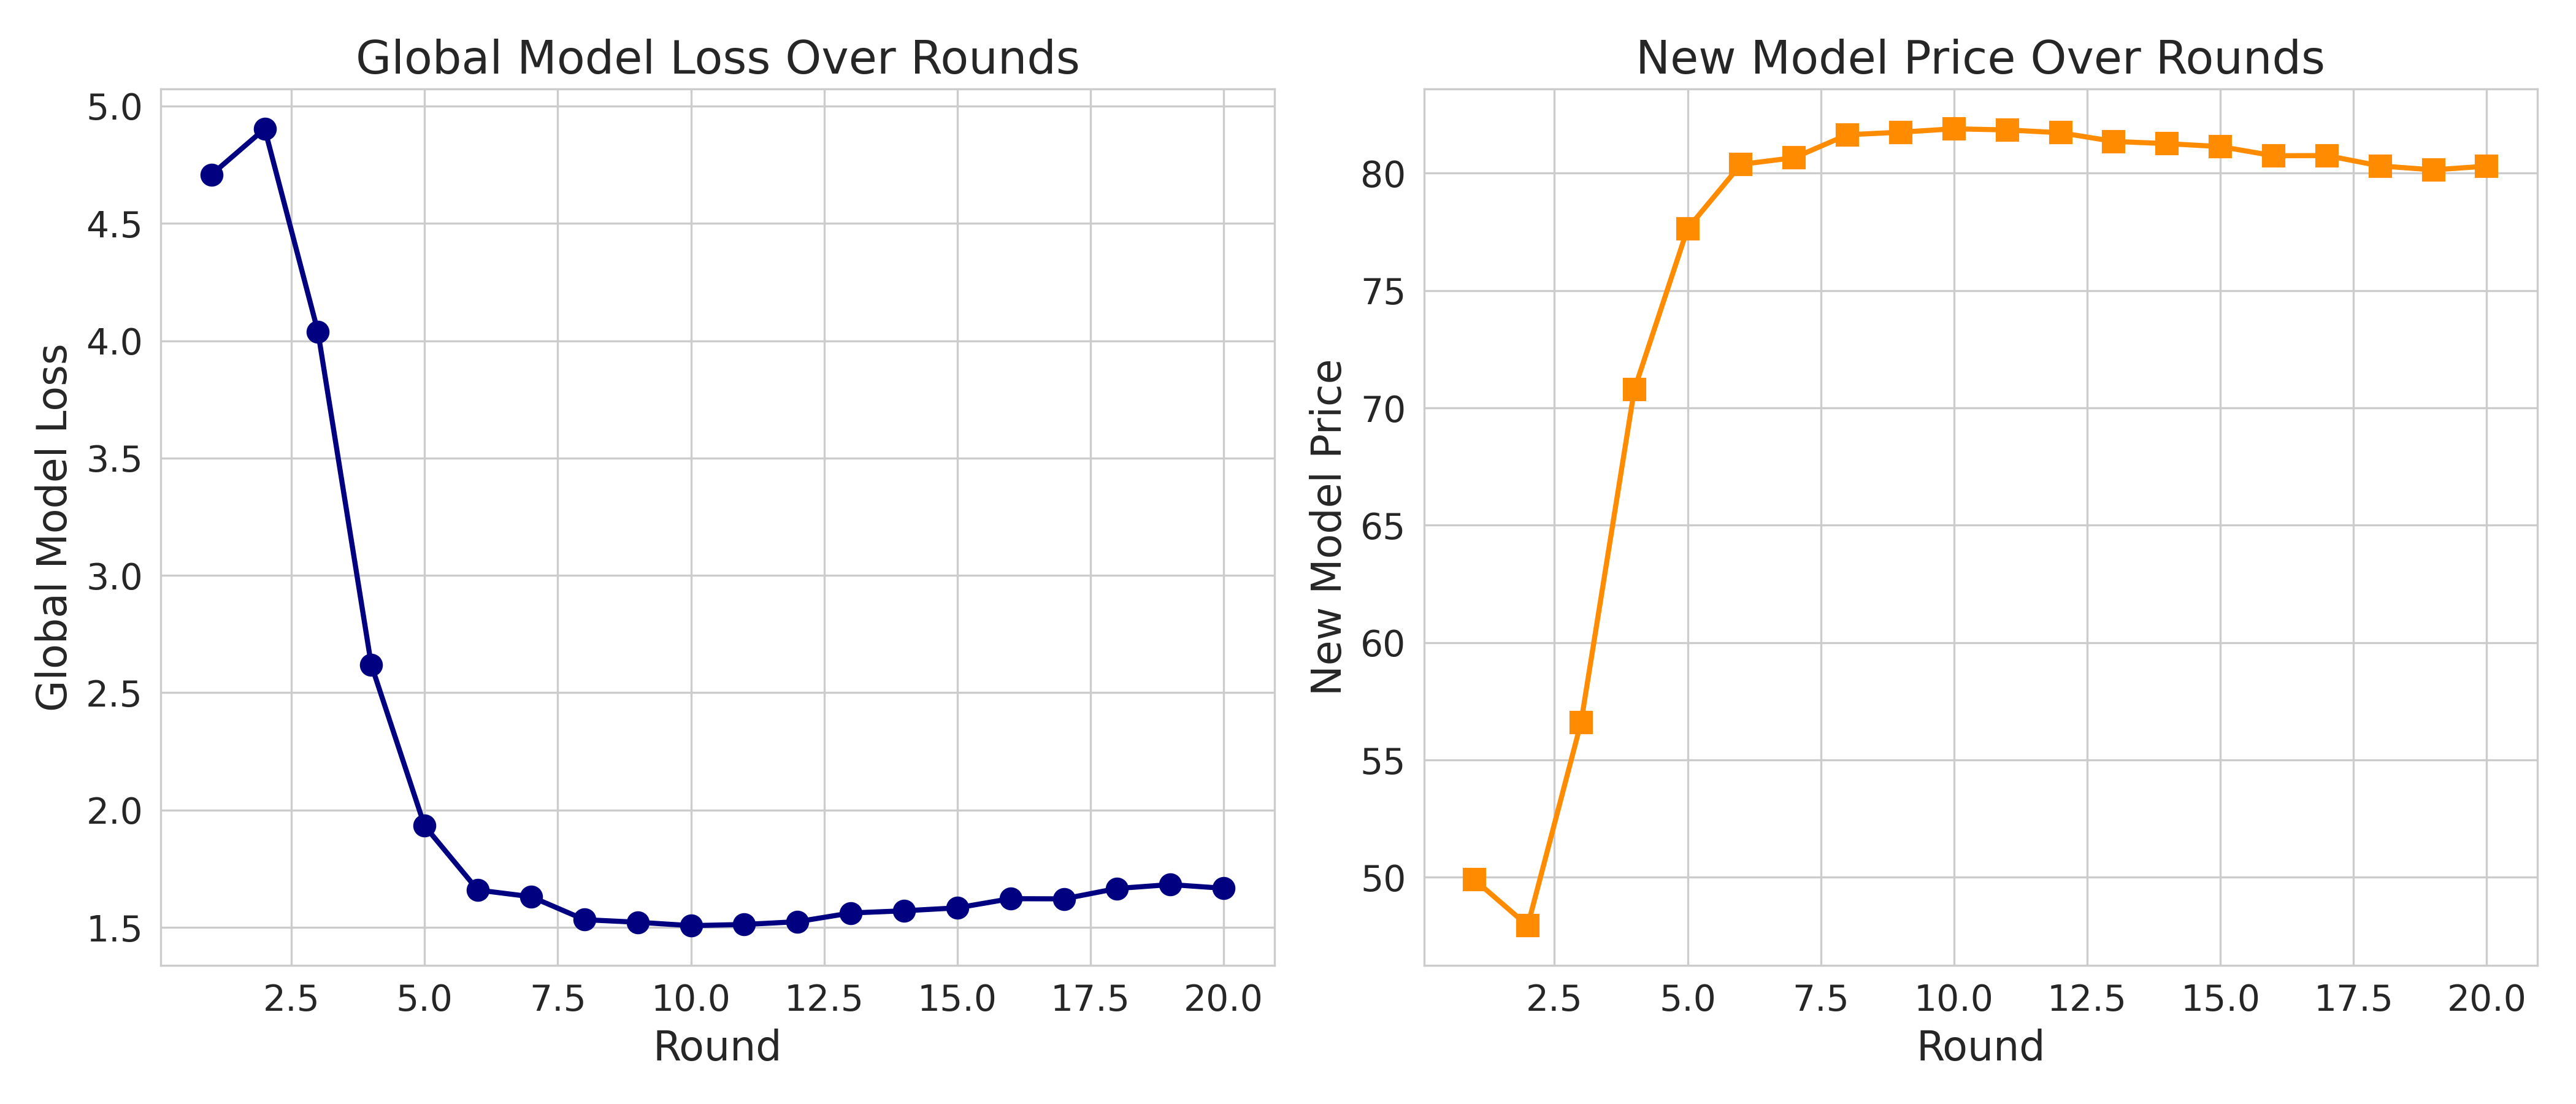 Global Model Loss Over Rounds
Global Model Loss
5.0
4.5
4.0
3.5
3.0
2.5
2.0
1.5
2.5 5.0 7.5 10.0 12.5 15.0 17.5 20.0
Round
New Model Price Over Rounds
New Model Price
80
75
70
65
60
55
50
2.5 5.0 7.5 10.0 12.5 15.0 17.5 20.0
Round